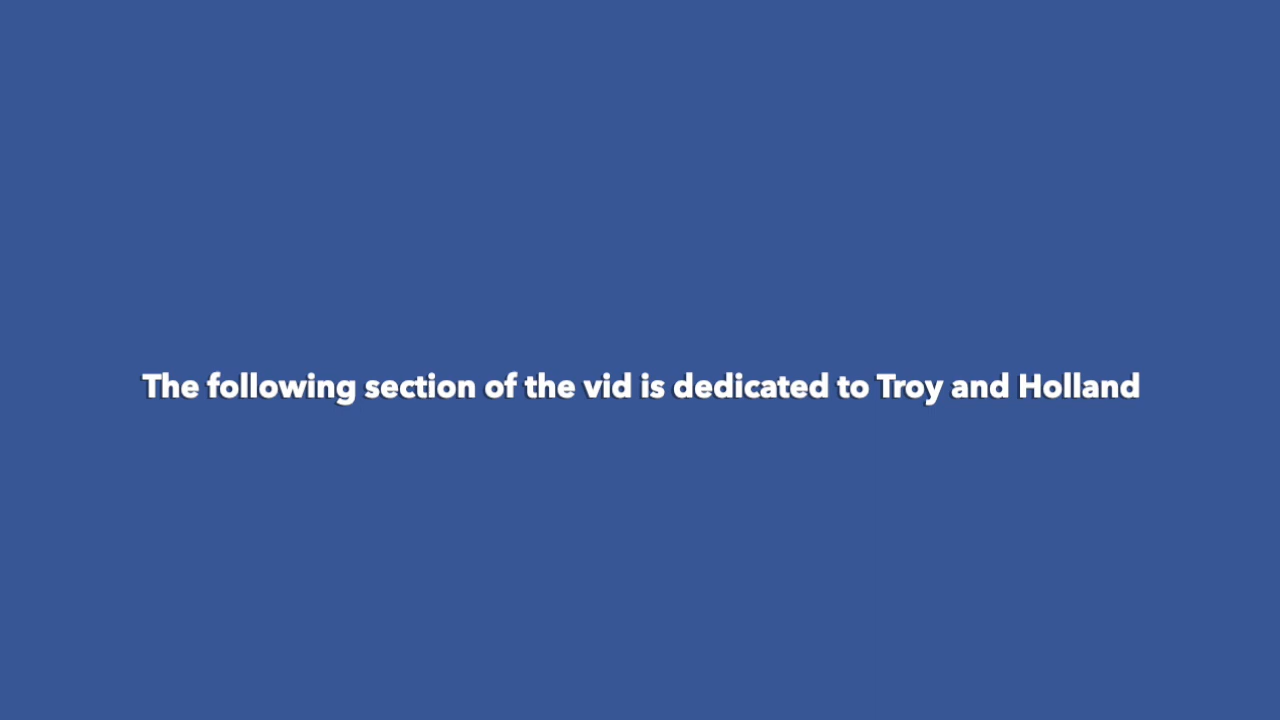 The following section of the vid is dedicated to Troy and Holland